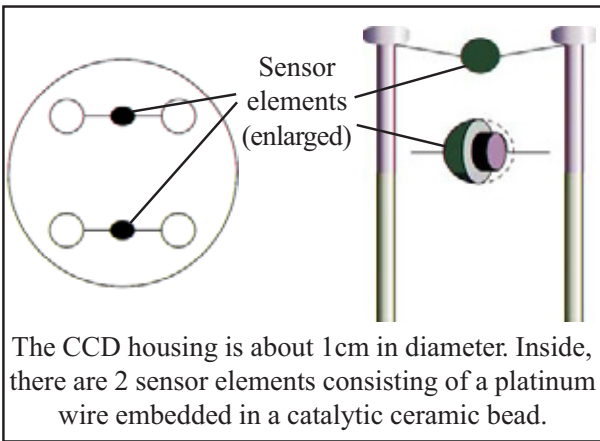 Sensor
elements
(enlarged)
The CCD housing is about 1cm in diameter. Inside,
there are 2 sensor elements consisting of a platinum
wire embedded in a catalytic ceramic bead.